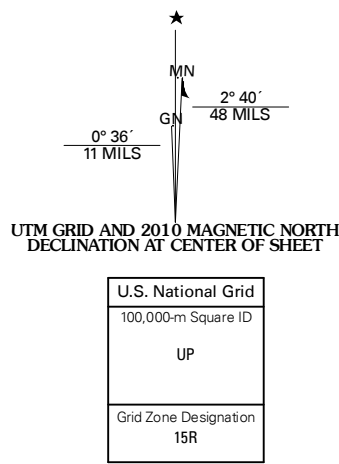 ★
MN
GN
2° 40´
48 MILS
0° 36´
11 MILS
UTM GRID AND 2010 MAGNETIC NORTH
DECLINATION AT CENTER OF SHEET
U.S. National Grid
100,000-m Square ID
UP
Grid Zone Designation
15R